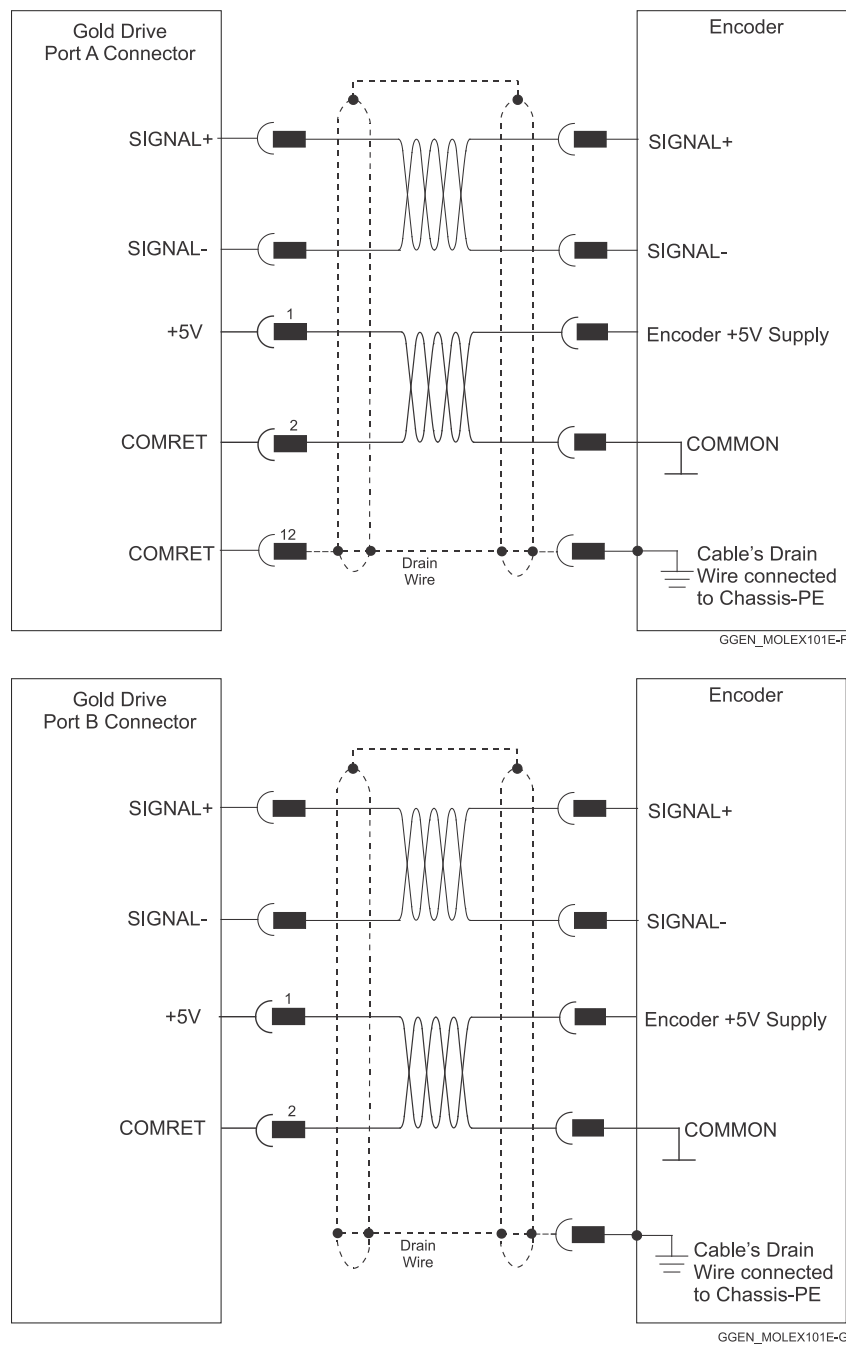 Gold Drive
Port A Connector
Encoder
SIGNAL+
SIGNAL+
SIGNAL-
SIGNAL-
+5V
1
Encoder +5V Supply
COMRET
2
COMMON
COMRET
12
Drain
Wire
Cable's Drain
Wire connected
to Chassis-PE
GGEN_MOLEX101E-F
Gold Drive
Port B Connector
Encoder
SIGNAL+
SIGNAL+
SIGNAL-
SIGNAL-
+5V
1
Encoder +5V Supply
COMRET
2
COMMON
Drain
Wire
Cable's Drain
Wire connected
to Chassis-PE
GGEN_MOLEX101E-G